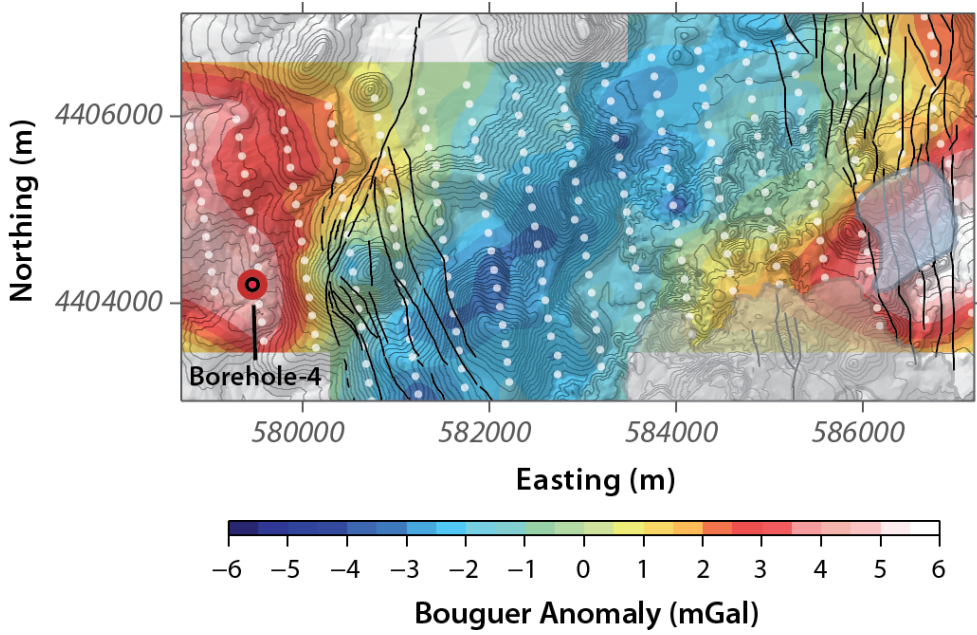 Northing (m)
4406000
4404000
Borehole-4
580000 582000 584000 586000
Easting (m)
−6 −5 −4 −3 −2 −1 0 1 2 3 4 5 6
Bouguer Anomaly (mGal)